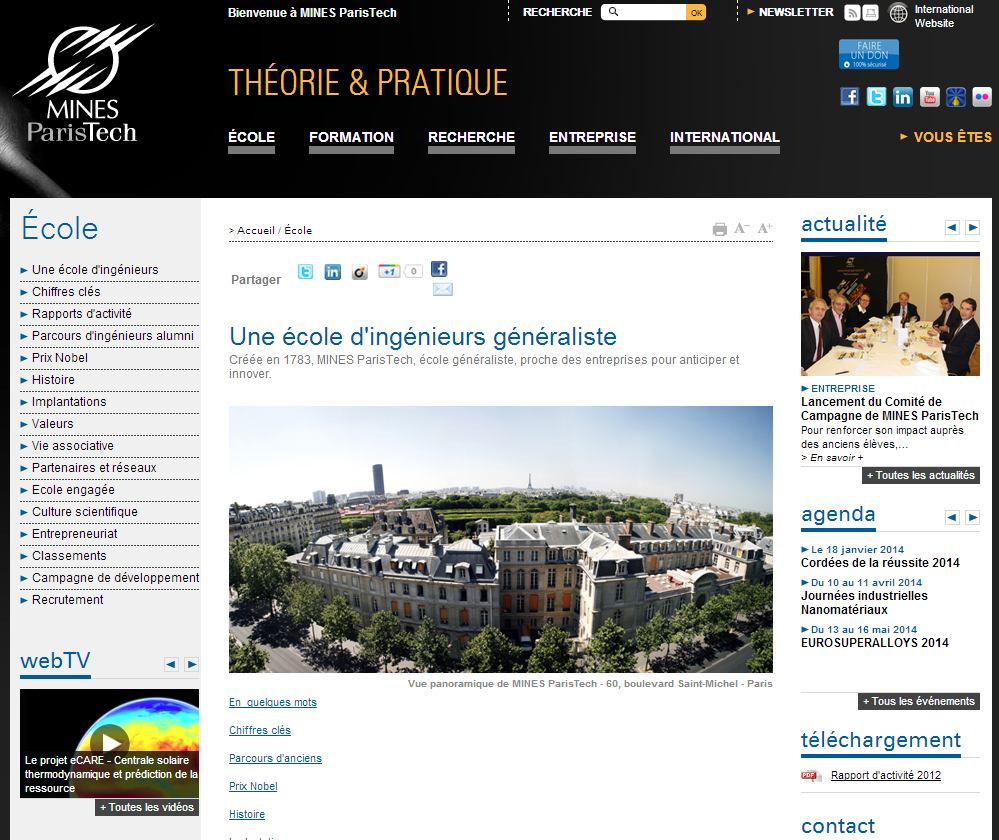 Bienvenue à MINES ParisTech
RECHERCHE
OK
NEWSLETTER
International
Website
FAIRE
UN DON
100% sécurisé
MINES
ParisTech
THÉORIE & PRATIQUE
ÉCOLE
FORMATION
RECHERCHE
ENTREPRISE
INTERNATIONAL
VOUS ÊTES
École
Une école d'ingénieurs
Chiffres clés
Rapports d'activité
Parcours d'ingénieurs alumni
Prix Nobel
Histoire
Implantations
Valeurs
Vie associative
Partenaires et réseaux
Ecole engagée
Culture scientifique
Entrepreneuriat
Classements
Campagne de développement
Recrutement
webTV
Le projet eCARE - Centrale solaire
thermodynamique et prédiction de la
ressource
+ Toutes les vidéos
> Accueil / École
A-
A+
Partager
+1
0
Une école d'ingénieurs généraliste
Créée en 1783, MINES ParisTech, école généraliste, proche des entreprises pour anticiper et
innover.
Vue panoramique de MINES ParisTech - 60, boulevard Saint-Michel - Paris
En quelques mots
Chiffres clés
Parcours d'anciens
Prix Nobel
Histoire
actualité
ENTREPRISE
Lancement du Comité de
Campagne de MINES ParisTech
Pour renforcer son impact auprès
des anciens élèves,...
> En savoir +
+ Toutes les actualités
agenda
Le 18 janvier 2014
Cordées de la réussite 2014
Du 10 au 11 avril 2014
Journées industrielles
Nanomatériaux
Du 13 au 16 mai 2014
EUROSUPERALLOYS 2014
+ Tous les événements
téléchargement
PDF
Rapport d'activité 2012
contact